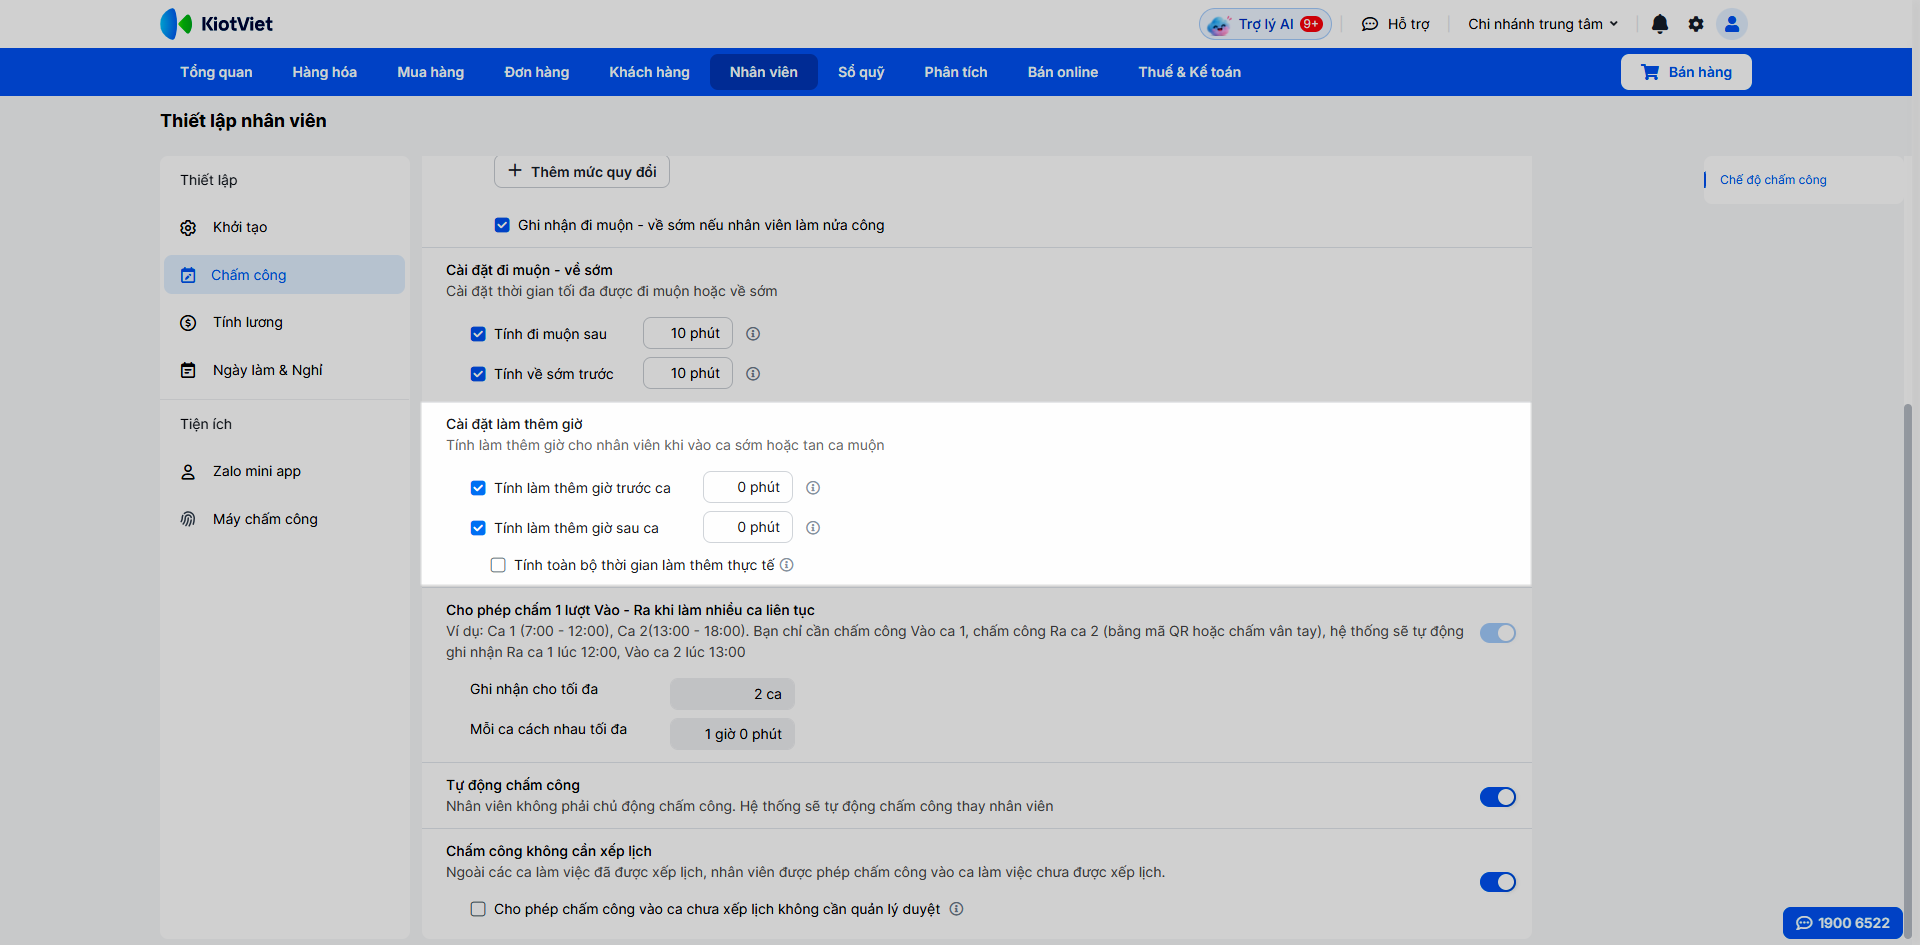 KiotViet
Trợ lý AI 9+
Hỗ trợ
Chi nhánh trung tâm
Tổng quan
Hàng hóa
Mua hàng
Đơn hàng
Khách hàng
Nhân viên
Sổ quỹ
Phân tích
Bán online
Thuế & Kế toán
Bán hàng
Thiết lập nhân viên
Thiết lập
Khởi tạo
Chấm công
Tính lương
Ngày làm & Nghỉ
Tiện ích
Zalo mini app
Máy chấm công
Thêm mức quy đổi
Ghi nhận đi muộn - về sớm nếu nhân viên làm nửa công
Cài đặt đi muộn - về sớm
Cài đặt thời gian tối đa được đi muộn hoặc về sớm
Tính đi muộn sau 10 phút
Tính về sớm trước 10 phút
Cài đặt làm thêm giờ
Tính làm thêm giờ cho nhân viên khi vào ca sớm hoặc tan ca muộn
Tính làm thêm giờ trước ca 0 phút
Tính làm thêm giờ sau ca 0 phút
Tính toàn bộ thời gian làm thêm thực tế
Cho phép chấm 1 lượt Vào - Ra khi làm nhiều ca liên tục
Ví dụ: Ca 1 (7:00 - 12:00), Ca 2(13:00 - 18:00). Bạn chỉ cần chấm công Vào ca 1, chấm công Ra ca 2 (bằng mã QR hoặc chấm vân tay), hệ thống sẽ tự động
ghi nhận Ra ca 1 lúc 12:00, Vào ca 2 lúc 13:00
Ghi nhận cho tối đa 2 ca
Mỗi ca cách nhau tối đa 1 giờ 0 phút
Tự động chấm công
Nhân viên không phải chủ động chấm công. Hệ thống sẽ tự động chấm công thay nhân viên
Chấm công không cần xếp lịch
Ngoài các ca làm việc đã được xếp lịch, nhân viên được phép chấm công vào ca làm việc chưa được xếp lịch.
Cho phép chấm công vào ca chưa xếp lịch không cần quản lý duyệt
Chế độ chấm công
1900 6522